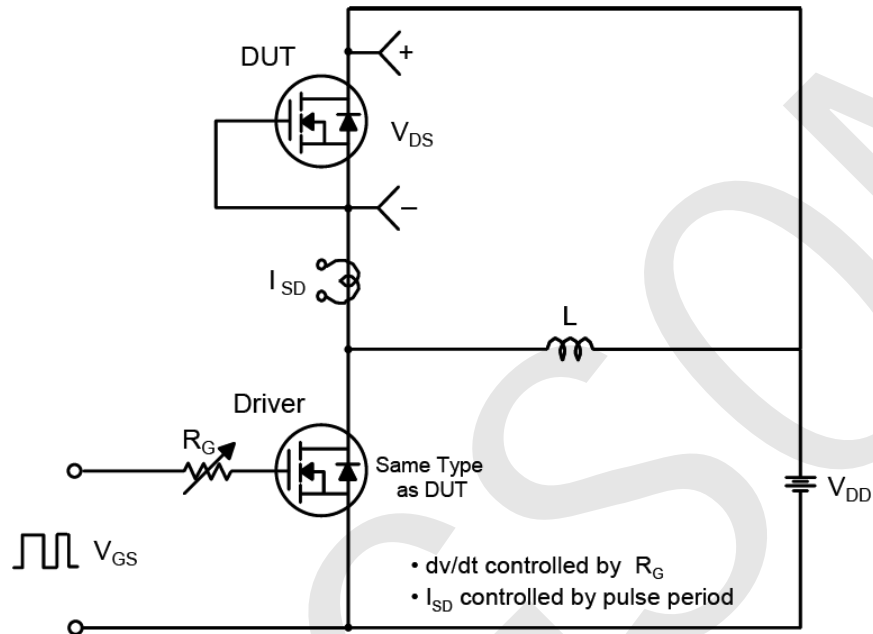 DUT
+
V_DS
–
I_SD
L
Driver
R_G
Same Type
as DUT
V_DD
V_GS
• dv/dt controlled by R_G
• I_SD controlled by pulse period